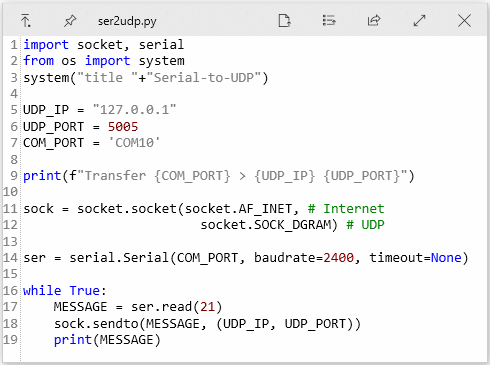 ser2udp.py
1 import socket, serial
2 from os import system
3 system("title "+"Serial-to-UDP")
4
5 UDP_IP = "127.0.0.1"
6 UDP_PORT = 5005
7 COM_PORT = 'COM10'
8
9 print(f"Transfer {COM_PORT} > {UDP_IP} {UDP_PORT}")
10
11 sock = socket.socket(socket.AF_INET, # Internet
12                      socket.SOCK_DGRAM) # UDP
13
14 ser = serial.Serial(COM_PORT, baudrate=2400, timeout=None)
15
16 while True:
17     MESSAGE = ser.read(21)
18     sock.sendto(MESSAGE, (UDP_IP, UDP_PORT))
19     print(MESSAGE)